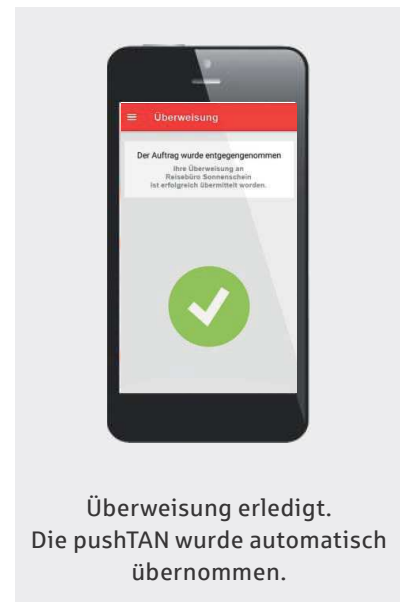 Überweisung
Der Auftrag wurde entgegengenommen
Ihre Überweisung an
Reisebüro Sonnenschein
ist erfolgreich übermittelt worden.
Überweisung erledigt.
Die pushTAN wurde automatisch
übernommen.